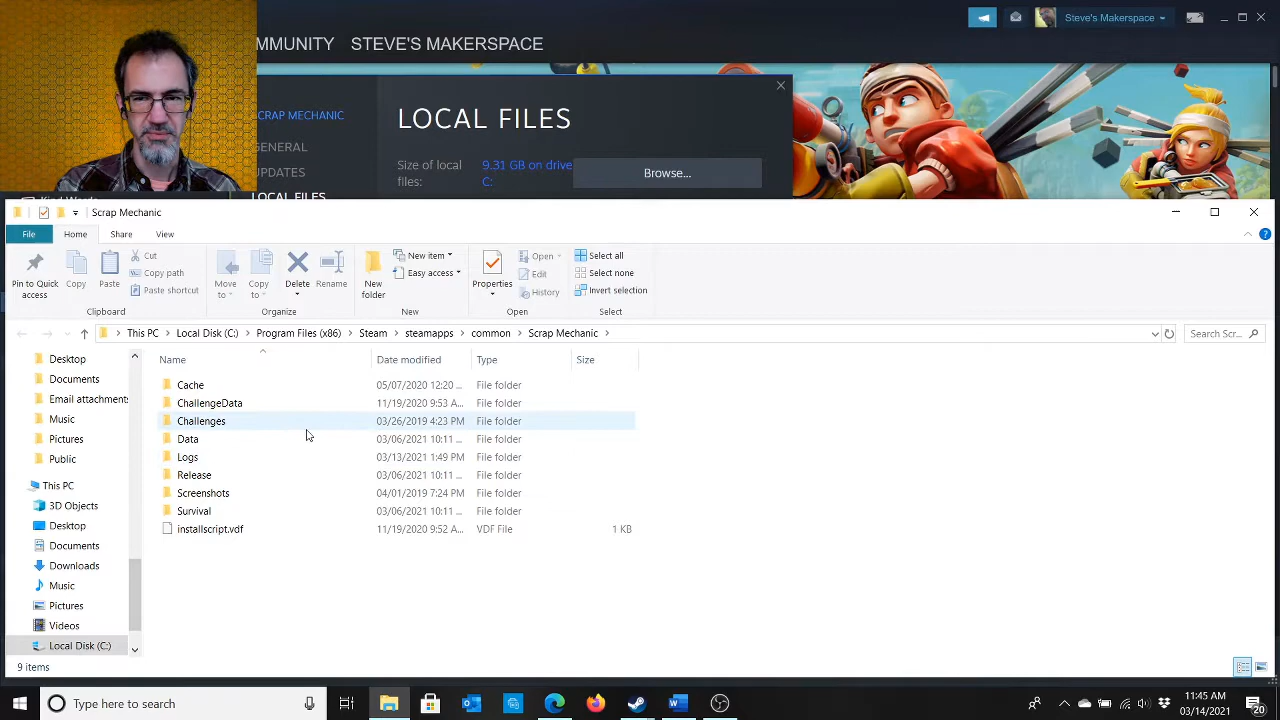 Steve's Makerspace
MMUNITY STEVE'S MAKERSPACE
SCRAP MECHANIC
GENERAL
UPDATES
LOCAL FILES
LOCAL FILES
Size of local files:
9.31 GB on drive C:
Browse...
Scrap Mechanic
File Home Share View
Pin to Quick access
Copy
Paste
Cut
Copy path
Paste shortcut
Clipboard
Move to
Copy to
Delete
Rename
Organize
New folder
New item
Easy access
New
Properties
Open
Edit
History
Open
Select all
Select none
Invert selection
Select
This PC > Local Disk (C:) > Program Files (x86) > Steam > steamapps > common > Scrap Mechanic >
Search Scr...
Desktop
Documents
Email attachments
Music
Pictures
Public
This PC
3D Objects
Desktop
Documents
Downloads
Music
Pictures
Videos
Local Disk (C:)
Name Date modified Type Size
Cache 05/07/2020 12:20 ... File folder
ChallengeData 11/19/2020 9:53 A... File folder
Challenges 03/26/2019 4:23 PM File folder
Data 03/06/2021 10:11 ... File folder
Logs 03/13/2021 1:49 PM File folder
Release 03/06/2021 10:11 ... File folder
Screenshots 04/01/2019 7:24 PM File folder
Survival 03/06/2021 10:11 ... File folder
installscript.vdf 11/19/2020 9:52 A... VDF File 1 KB
9 items
Type here to search
11:45 AM
03/14/2021
20